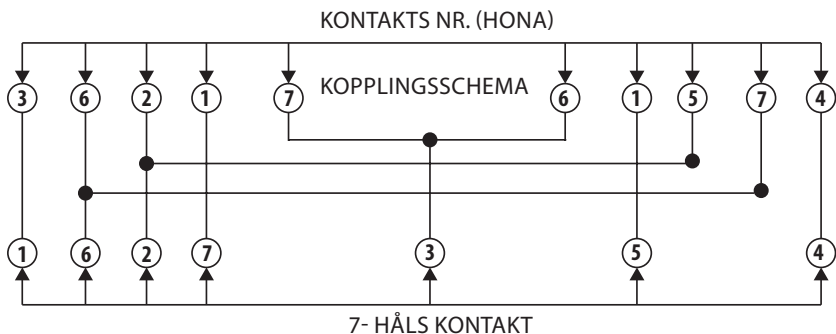 KONTAKTS NR. (HONA)
3 6 2 1 7 KOPPLINGSSCHEMA 6 1 5 7 4
1 6 2 7 3 5 4
7- HÅLS KONTAKT